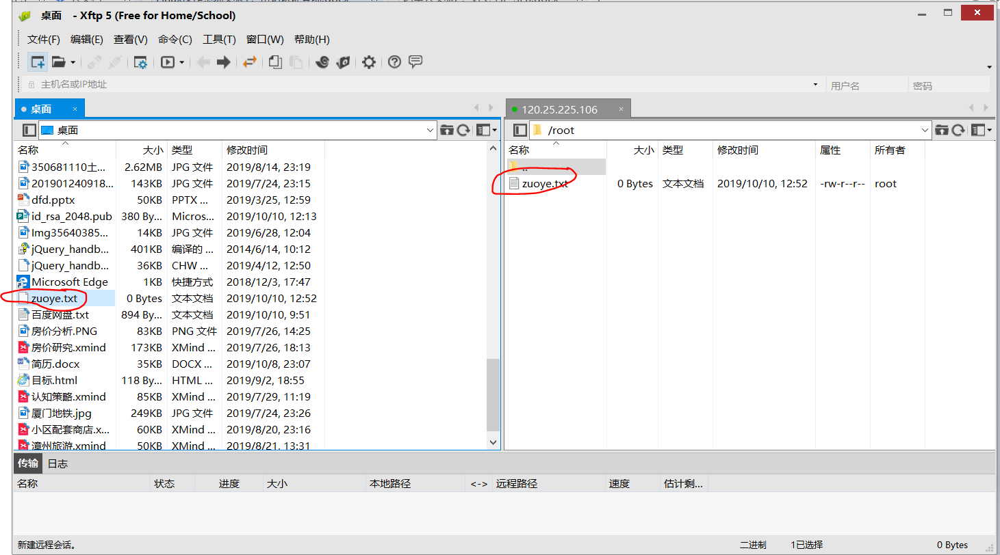 桌面 - Xftp 5 (Free for Home/School)
文件(F) 编辑(E) 查看(V) 命令(C) 工具(T) 窗口(W) 帮助(H)
主机名或IP地址 用户名 密码
桌面 120.25.225.106
桌面 /root
名称 大小 类型 修改时间 名称 大小 类型 修改时间 属性 所有者
350681110土... 2.62MB JPG 文件 2019/8/14, 23:19 ..
201901240918... 143KB JPG 文件 2019/7/24, 23:15 zuoye.txt 0 Bytes 文本文档 2019/10/10, 12:52 -rw-r--r-- root
dfd.pptx 50KB PPTX ... 2019/3/25, 12:59
id_rsa_2048.pub 380 By... Micros... 2019/10/10, 12:13
Img35640385... 14KB JPG 文件 2019/6/28, 12:04
jQuery_handb... 401KB 编译的 ... 2014/6/14, 10:12
jQuery_handb... 36KB CHW ... 2019/4/12, 12:50
Microsoft Edge 1KB 快捷方式 2018/12/3, 17:47
zuoye.txt 0 Bytes 文本文档 2019/10/10, 12:52
百度网盘.txt 894 By... 文本文档 2019/10/10, 9:51
房价分析.PNG 83KB PNG 文件 2019/7/26, 14:25
房价研究.xmind 173KB XMind ... 2019/7/26, 18:13
简历.docx 35KB DOCX ... 2019/10/8, 23:07
目标.html 118 By... HTML ... 2019/9/2, 18:55
认知策略.xmind 85KB XMind ... 2019/7/29, 11:19
厦门地铁.jpg 249KB JPG 文件 2019/7/24, 23:26
小区配套商店.x... 60KB XMind ... 2019/8/20, 23:16
漳州旅游.xmind 50KB XMind ... 2019/8/21, 13:31
传输 日志
名称 状态 进度 大小 本地路径 <-> 远程路径 速度 估计剩...
新建远程会话。 二进制 1已选择 0 Bytes